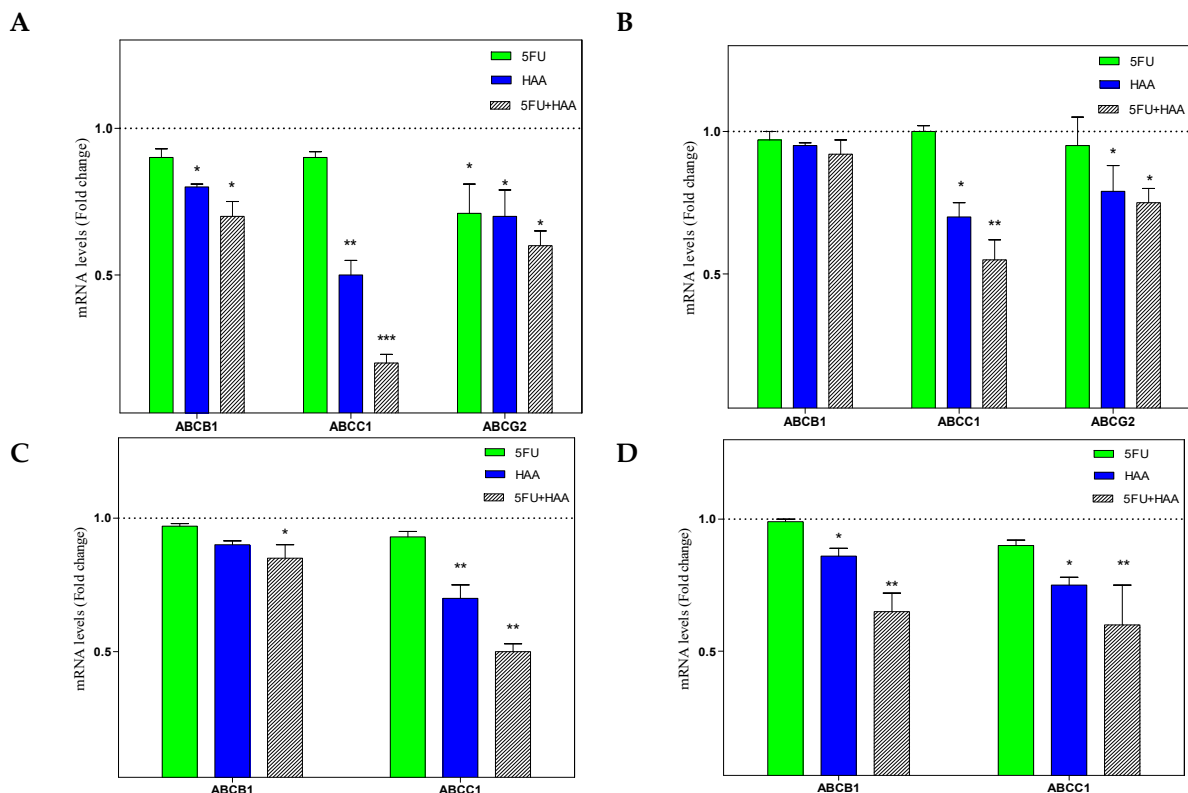 A
mRNA levels (Fold change)
1.0
0.5
5FU
HAA
5FU+HAA
*
*
**
***
*
*
*
ABCB1 ABCC1 ABCG2
B
mRNA levels (Fold change)
1.0
0.5
5FU
HAA
5FU+HAA
*
**
*
*
ABCB1 ABCC1 ABCG2
C
mRNA levels (Fold change)
1.0
0.5
5FU
HAA
5FU+HAA
*
**
**
ABCB1 ABCC1
D
mRNA levels (Fold change)
1.0
0.5
5FU
HAA
5FU+HAA
*
**
*
**
ABCB1 ABCC1